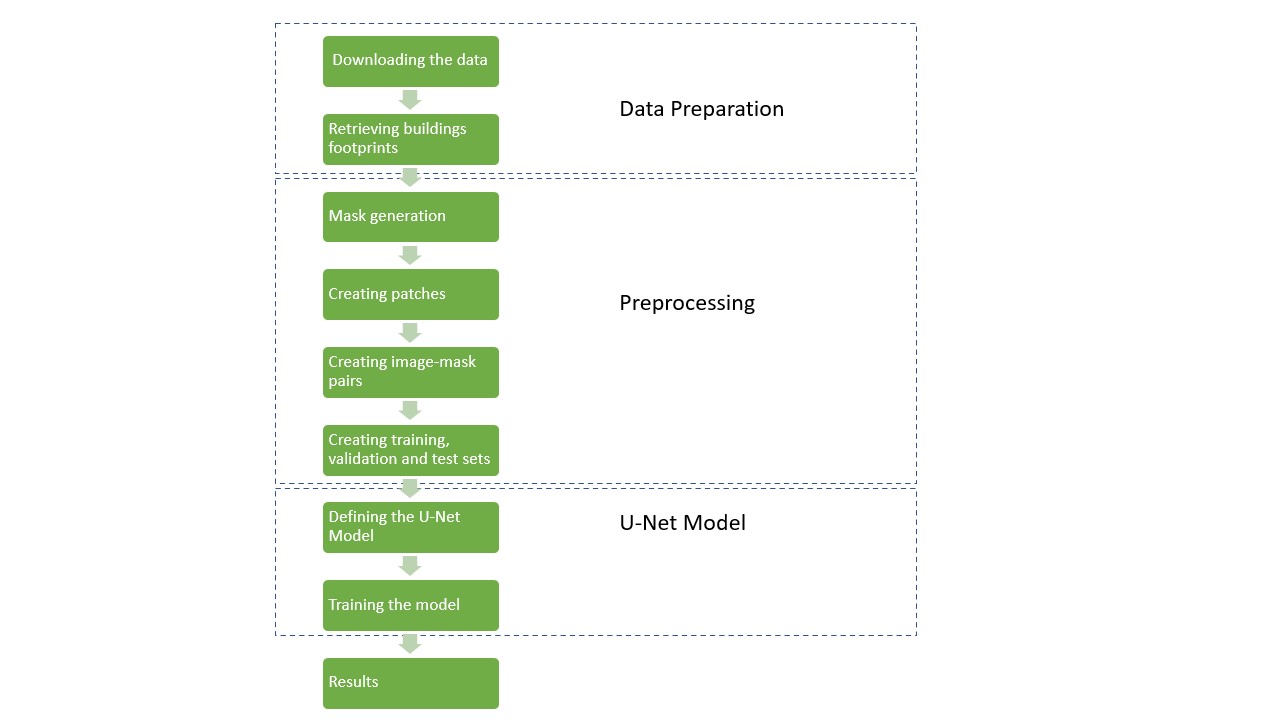 Downloading the data
Data Preparation
Retrieving buildings
footprints
Mask generation
Creating patches
Preprocessing
Creating image-mask
pairs
Creating training,
validation and test sets
Defining the U-Net
Model
U-Net Model
Training the model
Results